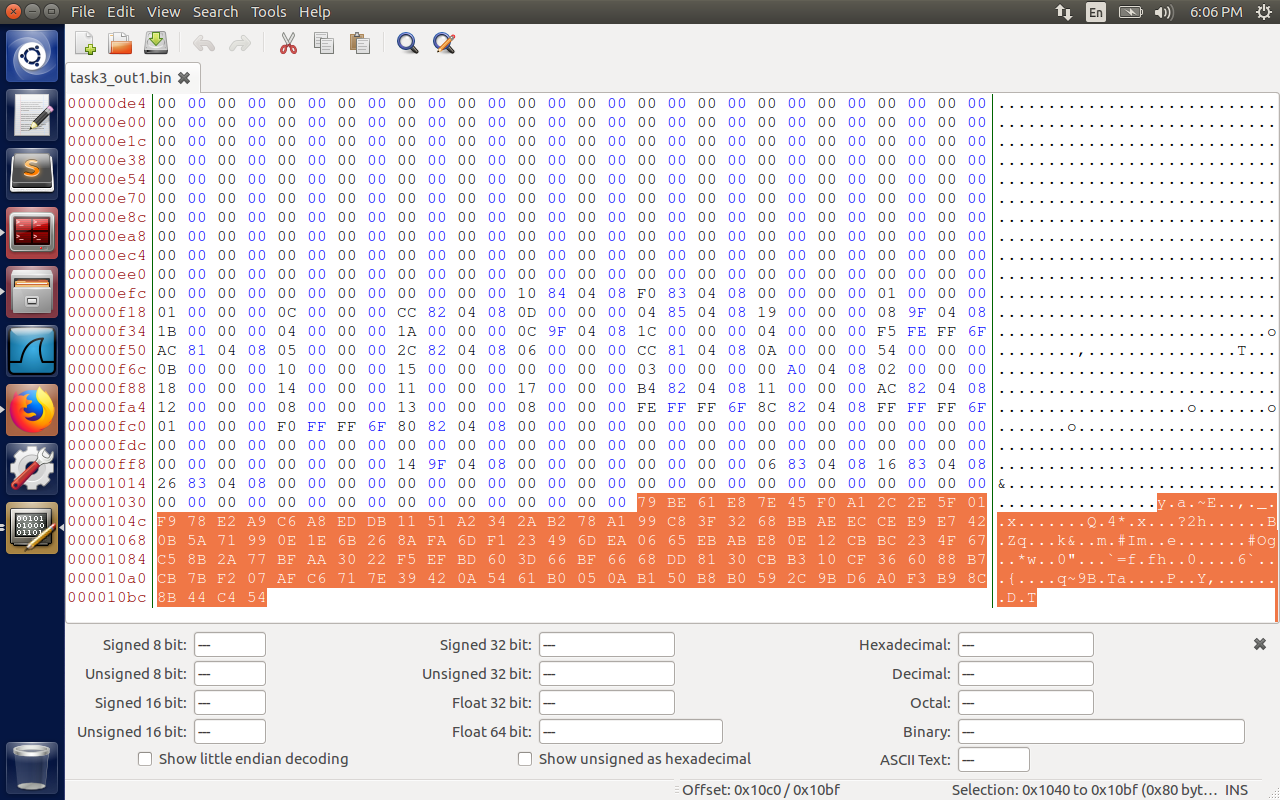 File Edit View Search Tools Help En 6:06 PM
task3_out1.bin
00000de4 00 00 00 00 00 00 00 00 00 00 00 00 00 00 00 00 00 00 00 00 00 00 00 00 00 00 00 00 ............................
00000e00 00 00 00 00 00 00 00 00 00 00 00 00 00 00 00 00 00 00 00 00 00 00 00 00 00 00 00 00 ............................
00000e1c 00 00 00 00 00 00 00 00 00 00 00 00 00 00 00 00 00 00 00 00 00 00 00 00 00 00 00 00 ............................
00000e38 00 00 00 00 00 00 00 00 00 00 00 00 00 00 00 00 00 00 00 00 00 00 00 00 00 00 00 00 ............................
00000e54 00 00 00 00 00 00 00 00 00 00 00 00 00 00 00 00 00 00 00 00 00 00 00 00 00 00 00 00 ............................
00000e70 00 00 00 00 00 00 00 00 00 00 00 00 00 00 00 00 00 00 00 00 00 00 00 00 00 00 00 00 ............................
00000e8c 00 00 00 00 00 00 00 00 00 00 00 00 00 00 00 00 00 00 00 00 00 00 00 00 00 00 00 00 ............................
00000ea8 00 00 00 00 00 00 00 00 00 00 00 00 00 00 00 00 00 00 00 00 00 00 00 00 00 00 00 00 ............................
00000ec4 00 00 00 00 00 00 00 00 00 00 00 00 00 00 00 00 00 00 00 00 00 00 00 00 00 00 00 00 ............................
00000ee0 00 00 00 00 00 00 00 00 00 00 00 00 00 00 00 00 00 00 00 00 00 00 00 00 00 00 00 00 ............................
00000efc 00 00 00 00 00 00 00 00 00 00 00 00 10 84 04 08 F0 83 04 08 00 00 00 00 01 00 00 00 ............................
00000f18 01 00 00 00 0C 00 00 00 CC 82 04 08 0D 00 00 00 04 85 04 08 19 00 00 00 08 9F 04 08 ............................
00000f34 1B 00 00 00 04 00 00 00 1A 00 00 00 0C 9F 04 08 1C 00 00 00 04 00 00 00 F5 FE FF 6F ...........................o
00000f50 AC 81 04 08 05 00 00 00 2C 82 04 08 06 00 00 00 CC 81 04 08 0A 00 00 00 54 00 00 00 ........,...............T...
00000f6c 0B 00 00 00 10 00 00 00 15 00 00 00 00 00 00 00 03 00 00 00 00 A0 04 08 02 00 00 00 ............................
00000f88 18 00 00 00 14 00 00 00 11 00 00 00 17 00 00 00 B4 82 04 08 11 00 00 00 AC 82 04 08 ............................
00000fa4 12 00 00 00 08 00 00 00 13 00 00 00 08 00 00 00 FE FF FF 6F 8C 82 04 08 FF FF FF 6F ...................o.......o
00000fc0 01 00 00 00 F0 FF FF 6F 80 82 04 08 00 00 00 00 00 00 00 00 00 00 00 00 00 00 00 00 .......o....................
00000fdc 00 00 00 00 00 00 00 00 00 00 00 00 00 00 00 00 00 00 00 00 00 00 00 00 00 00 00 00 ............................
00000ff8 00 00 00 00 00 00 00 00 14 9F 04 08 00 00 00 00 00 00 00 00 06 83 04 08 16 83 04 08 ............................
00001014 26 83 04 08 00 00 00 00 00 00 00 00 00 00 00 00 00 00 00 00 00 00 00 00 00 00 00 00 &...........................
00001030 00 00 00 00 00 00 00 00 00 00 00 00 00 00 00 00 79 BE 61 E8 7E 45 F0 A1 2C 2E 5F 01 ................y.a.~E..,._.
0000104c F9 78 E2 A9 C6 A8 ED DB 11 51 A2 34 2A B2 78 A1 99 C8 3F 32 68 BB AE EC CE E9 E7 42 .x.......Q.4*.x...?2h......B
00001068 0B 5A 71 99 0E 1E 6B 26 8A FA 6D F1 23 49 6D EA 06 65 EB AB E8 0E 12 CB BC 23 4F 67 .Zq...k&..m.#Im..e.......#Og
00001084 C5 8B 2A 77 BF AA 30 22 F5 EF BD 60 3D 66 BF 66 68 DD 81 30 CB B3 10 CF 36 60 88 B7 ..*w..0"...`=f.fh..0....6`..
000010a0 CB 7B F2 07 AF C6 71 7E 39 42 0A 54 61 B0 05 0A B1 50 B8 B0 59 2C 9B D6 A0 F3 B9 8C .{....q~9B.Ta....P..Y,......
000010bc 8B 44 C4 54 .D.T
Signed 8 bit: --- Signed 32 bit: --- Hexadecimal: ---
Unsigned 8 bit: --- Unsigned 32 bit: --- Decimal: ---
Signed 16 bit: --- Float 32 bit: --- Octal: ---
Unsigned 16 bit: --- Float 64 bit: --- Binary: ---
Show little endian decoding Show unsigned as hexadecimal ASCII Text: ---
Offset: 0x10c0 / 0x10bf Selection: 0x1040 to 0x10bf (0x80 byt... INS